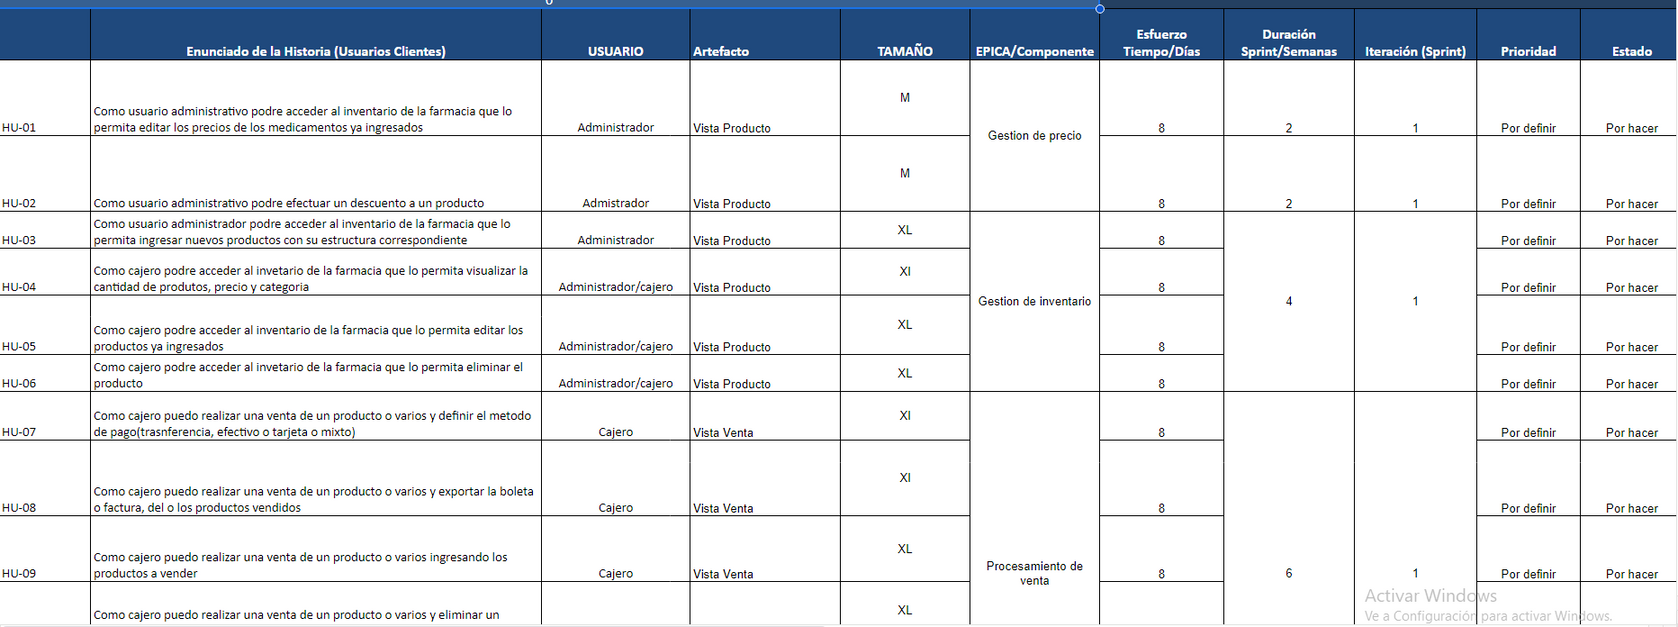 Enunciado de la Historia (Usuarios Clientes) USUARIO Artefacto TAMAÑO EPICA/Componente Esfuerzo Tiempo/Días Duración Sprint/Semanas Iteración (Sprint) Prioridad Estado
HU-01 Como usuario administrativo podre acceder al inventario de la farmacia que lo
permita editar los precios de los medicamentos ya ingresados Administrador Vista Producto M Gestion de precio 8 2 1 Por definir Por hacer
HU-02 Como usuario administrativo podre efectuar un descuento a un producto Admistrador Vista Producto M 8 2 1 Por definir Por hacer
HU-03 Como usuario administrador podre acceder al inventario de la farmacia que lo
permita ingresar nuevos productos con su estructura correspondiente Administrador Vista Producto XL 8 Por definir Por hacer
HU-04 Como cajero podre acceder al invetario de la farmacia que lo permita visualizar la
cantidad de produtos, precio y categoria Administrador/cajero Vista Producto Xl Gestion de inventario 8 4 1 Por definir Por hacer
HU-05 Como cajero podre acceder al inventario de la farmacia que lo permita editar los
productos ya ingresados Administrador/cajero Vista Producto XL 8 Por definir Por hacer
HU-06 Como cajero podre acceder al invetario de la farmacia que lo permita eliminar el
producto Administrador/cajero Vista Producto XL 8 Por definir Por hacer
HU-07 Como cajero puedo realizar una venta de un producto o varios y definir el metodo
de pago(trasnferencia, efectivo o tarjeta o mixto) Cajero Vista Venta Xl 8 Por definir Por hacer
HU-08 Como cajero puedo realizar una venta de un producto o varios y exportar la boleta
o factura, del o los productos vendidos Cajero Vista Venta Xl 8 Por definir Por hacer
HU-09 Como cajero puedo realizar una venta de un producto o varios ingresando los
productos a vender Cajero Vista Venta XL Procesamiento de venta 8 6 1 Por definir Por hacer
Como cajero puedo realizar una venta de un producto o varios y eliminar un XL
Activar Windows
Ve a Configuración para activar Windows.